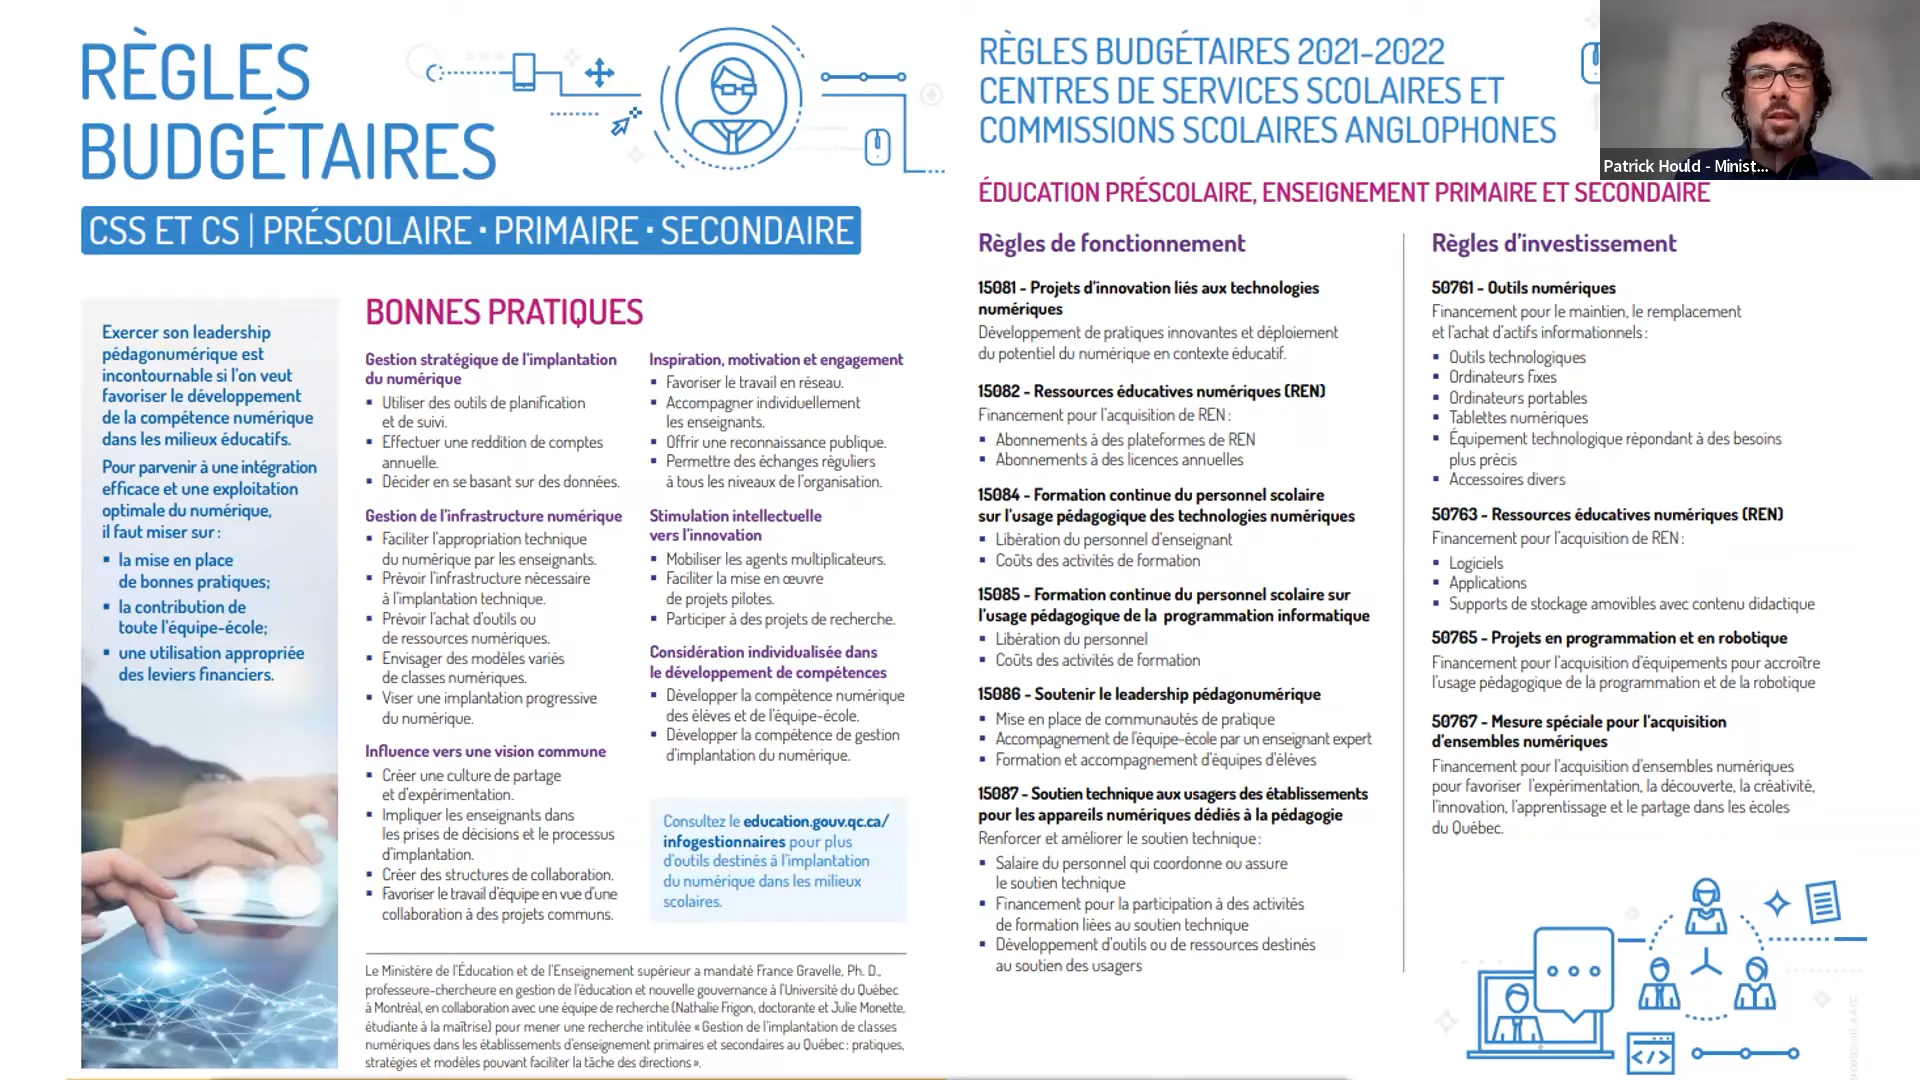 RÈGLES
BUDGÉTAIRES
CSS ET CS | PRÉSCOLAIRE · PRIMAIRE · SECONDAIRE
Exercer son leadership
pédagonumérique est
incontournable si l'on veut
favoriser le développement
de la compétence numérique
dans les milieux éducatifs.
Pour parvenir à une intégration
efficace et une exploitation
optimale du numérique,
il faut miser sur :
▪ la mise en place
de bonnes pratiques;
▪ la contribution de
toute l'équipe-école;
▪ une utilisation appropriée
des leviers financiers.
BONNES PRATIQUES
Gestion stratégique de l'implantation
du numérique
▪ Utiliser des outils de planification
et de suivi.
▪ Effectuer une reddition de comptes
annuelle.
▪ Décider en se basant sur des données.
Gestion de l'infrastructure numérique
▪ Faciliter l'appropriation technique
du numérique par les enseignants.
▪ Prévoir l'infrastructure nécessaire
à l'implantation technique.
▪ Prévoir l'achat d'outils ou
de ressources numériques.
▪ Envisager des modèles variés
de classes numériques.
▪ Viser une implantation progressive
du numérique.
Influence vers une vision commune
▪ Créer une culture de partage
et d'expérimentation.
▪ Impliquer les enseignants dans
les prises de décisions et le processus
d'implantation.
▪ Créer des structures de collaboration.
▪ Favoriser le travail d'équipe en vue d'une
collaboration à des projets communs.
Inspiration, motivation et engagement
▪ Favoriser le travail en réseau.
▪ Accompagner individuellement
les enseignants.
▪ Offrir une reconnaissance publique.
▪ Permettre des échanges réguliers
à tous les niveaux de l'organisation.
Stimulation intellectuelle
vers l'innovation
▪ Mobiliser les agents multiplicateurs.
▪ Faciliter la mise en œuvre
de projets pilotes.
▪ Participer à des projets de recherche.
Considération individualisée dans
le développement de compétences
▪ Développer la compétence numérique
des élèves et de l'équipe-école.
▪ Développer la compétence de gestion
d'implantation du numérique.
Consultez le education.gouv.qc.ca/
infogestionnaires pour plus
d'outils destinés à l'implantation
du numérique dans les milieux
scolaires.
Le Ministère de l'Éducation et de l'Enseignement supérieur a mandaté France Gravelle, Ph. D.,
professeure-chercheure en gestion de l'éducation et nouvelle gouvernance à l'Université du Québec
à Montréal, en collaboration avec une équipe de recherche (Nathalie Frigon, doctorante et Julie Monette,
étudiante à la maîtrise) pour mener une recherche intitulée « Gestion de l'implantation de classes
numériques dans les établissements d'enseignement primaires et secondaires au Québec : pratiques,
stratégies et modèles pouvant faciliter la tâche des directions ».
RÈGLES BUDGÉTAIRES 2021-2022
CENTRES DE SERVICES SCOLAIRES ET
COMMISSIONS SCOLAIRES ANGLOPHONES
ÉDUCATION PRÉSCOLAIRE, ENSEIGNEMENT PRIMAIRE ET SECONDAIRE
Règles de fonctionnement
15081 - Projets d'innovation liés aux technologies
numériques
Développement de pratiques innovantes et déploiement
du potentiel du numérique en contexte éducatif.
15082 - Ressources éducatives numériques (REN)
Financement pour l'acquisition de REN :
▪ Abonnements à des plateformes de REN
▪ Abonnements à des licences annuelles
15084 - Formation continue du personnel scolaire
sur l'usage pédagogique des technologies numériques
▪ Libération du personnel d'enseignant
▪ Coûts des activités de formation
15085 - Formation continue du personnel scolaire sur
l'usage pédagogique de la programmation informatique
▪ Libération du personnel
▪ Coûts des activités de formation
15086 - Soutenir le leadership pédagonumérique
▪ Mise en place de communautés de pratique
▪ Accompagnement de l'équipe-école par un enseignant expert
▪ Formation et accompagnement d'équipes d'élèves
15087 - Soutien technique aux usagers des établissements
pour les appareils numériques dédiés à la pédagogie
Renforcer et améliorer le soutien technique :
▪ Salaire du personnel qui coordonne ou assure
le soutien technique
▪ Financement pour la participation à des activités
de formation liées au soutien technique
▪ Développement d'outils ou de ressources destinés
au soutien des usagers
Règles d'investissement
50761 - Outils numériques
Financement pour le maintien, le remplacement
et l'achat d'actifs informationnels :
▪ Outils technologiques
▪ Ordinateurs fixes
▪ Ordinateurs portables
▪ Tablettes numériques
▪ Équipement technologique répondant à des besoins
plus précis
▪ Accessoires divers
50763 - Ressources éducatives numériques (REN)
Financement pour l'acquisition de REN :
▪ Logiciels
▪ Applications
▪ Supports de stockage amovibles avec contenu didactique
50765 - Projets en programmation et en robotique
Financement pour l'acquisition d'équipements pour accroître
l'usage pédagogique de la programmation et de la robotique
50767 - Mesure spéciale pour l'acquisition
d'ensembles numériques
Financement pour l'acquisition d'ensembles numériques
pour favoriser l'expérimentation, la découverte, la créativité,
l'innovation, l'apprentissage et le partage dans les écoles
du Québec.
Patrick Hould - Minist...